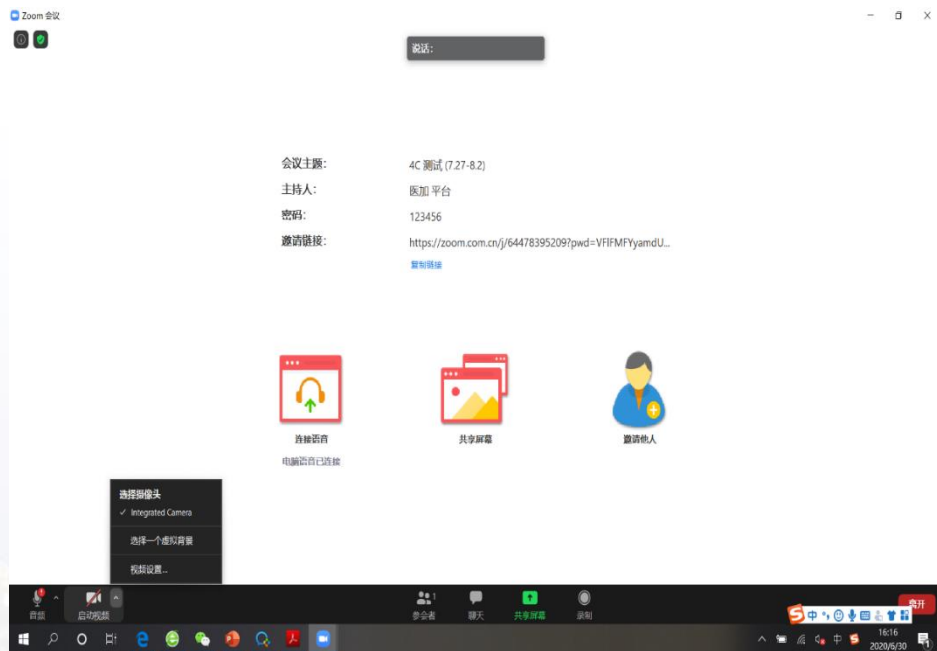 Zoom 会议
说话:
会议主题: 4C 测试 (7.27-8.2)
主持人: 医加 平台
密码: 123456
邀请链接: https://zoom.com.cn/j/64478395209?pwd=VFlFMFYyamdU...
复制链接
连接语音 共享屏幕 邀请他人
电脑语音已连接
选择摄像头
✓ Integrated Camera
选择一个虚拟背景
视频设置...
音频 启动视频 参会者 1 聊天 共享屏幕 录制 离开
中
中
16:16
2020/6/30